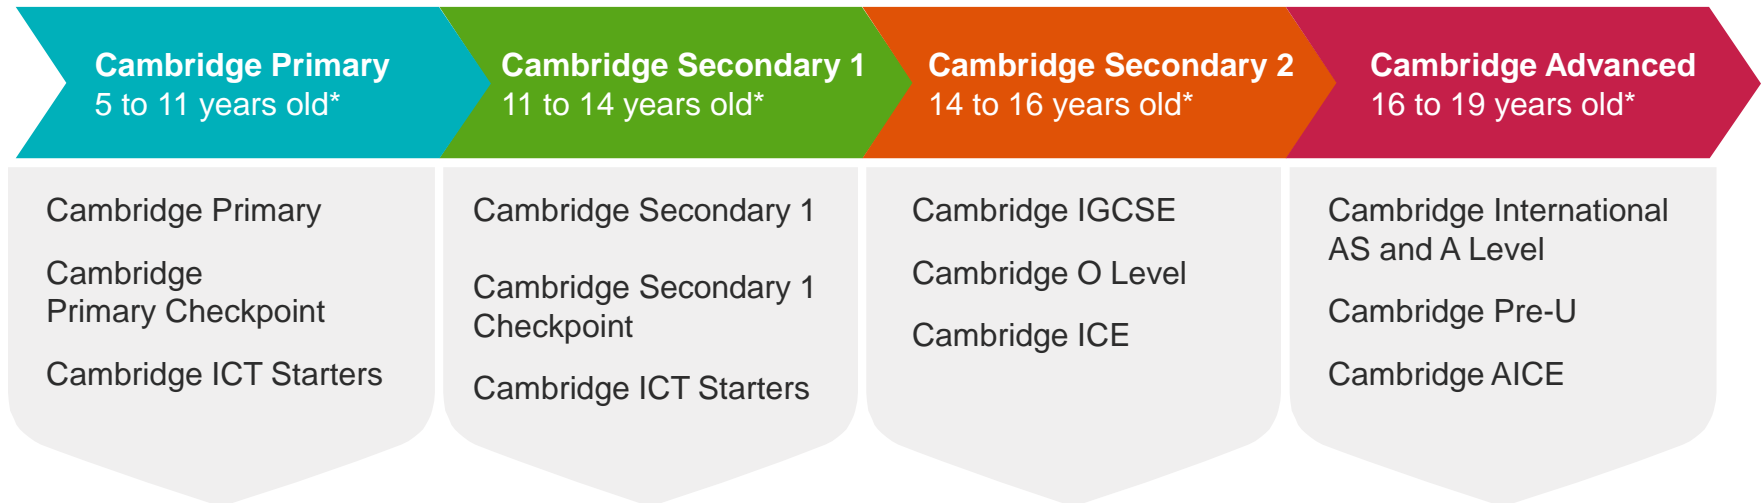 Cambridge Primary
5 to 11 years old*
Cambridge Secondary 1
11 to 14 years old*
Cambridge Secondary 2
14 to 16 years old*
Cambridge Advanced
16 to 19 years old*
Cambridge Primary
Cambridge
Primary Checkpoint
Cambridge ICT Starters
Cambridge Secondary 1
Cambridge Secondary 1
Checkpoint
Cambridge ICT Starters
Cambridge IGCSE
Cambridge O Level
Cambridge ICE
Cambridge International
AS and A Level
Cambridge Pre-U
Cambridge AICE